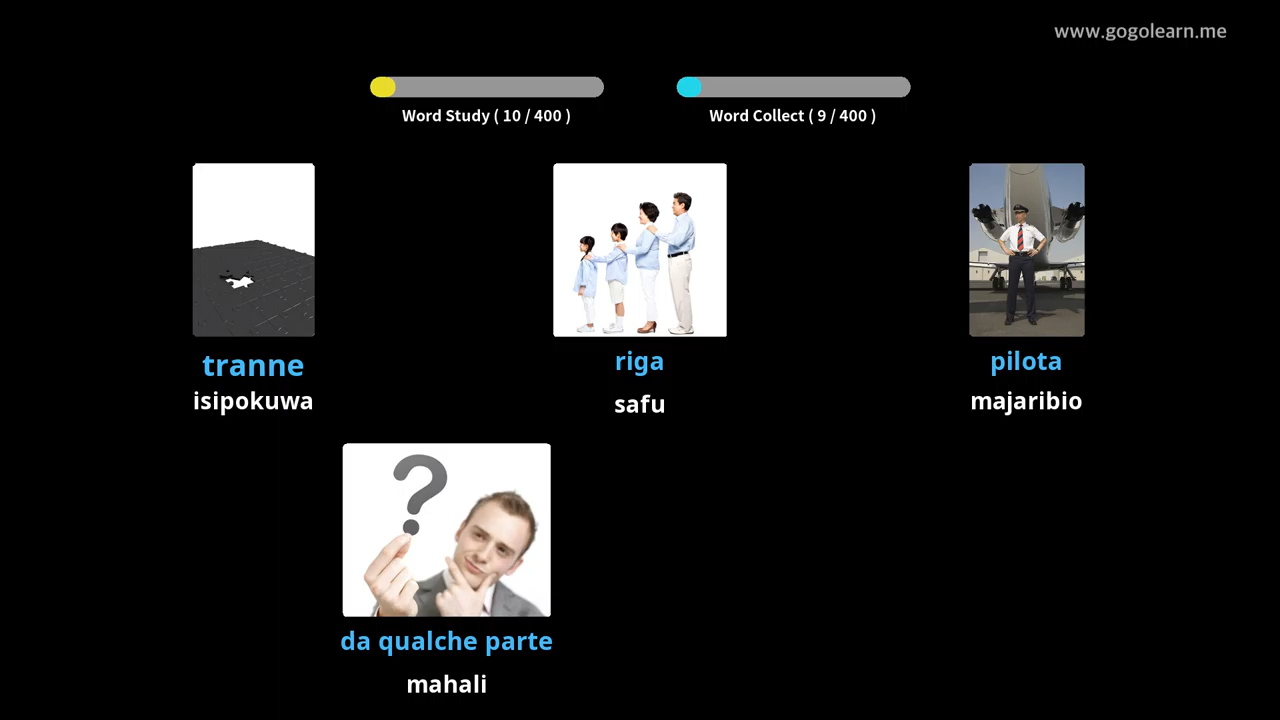 www.gogolearn.me
Word Study ( 10 / 400 )
Word Collect ( 9 / 400 )
tranne
isipokuwa
riga
safu
pilota
majaribio
da qualche parte
mahali